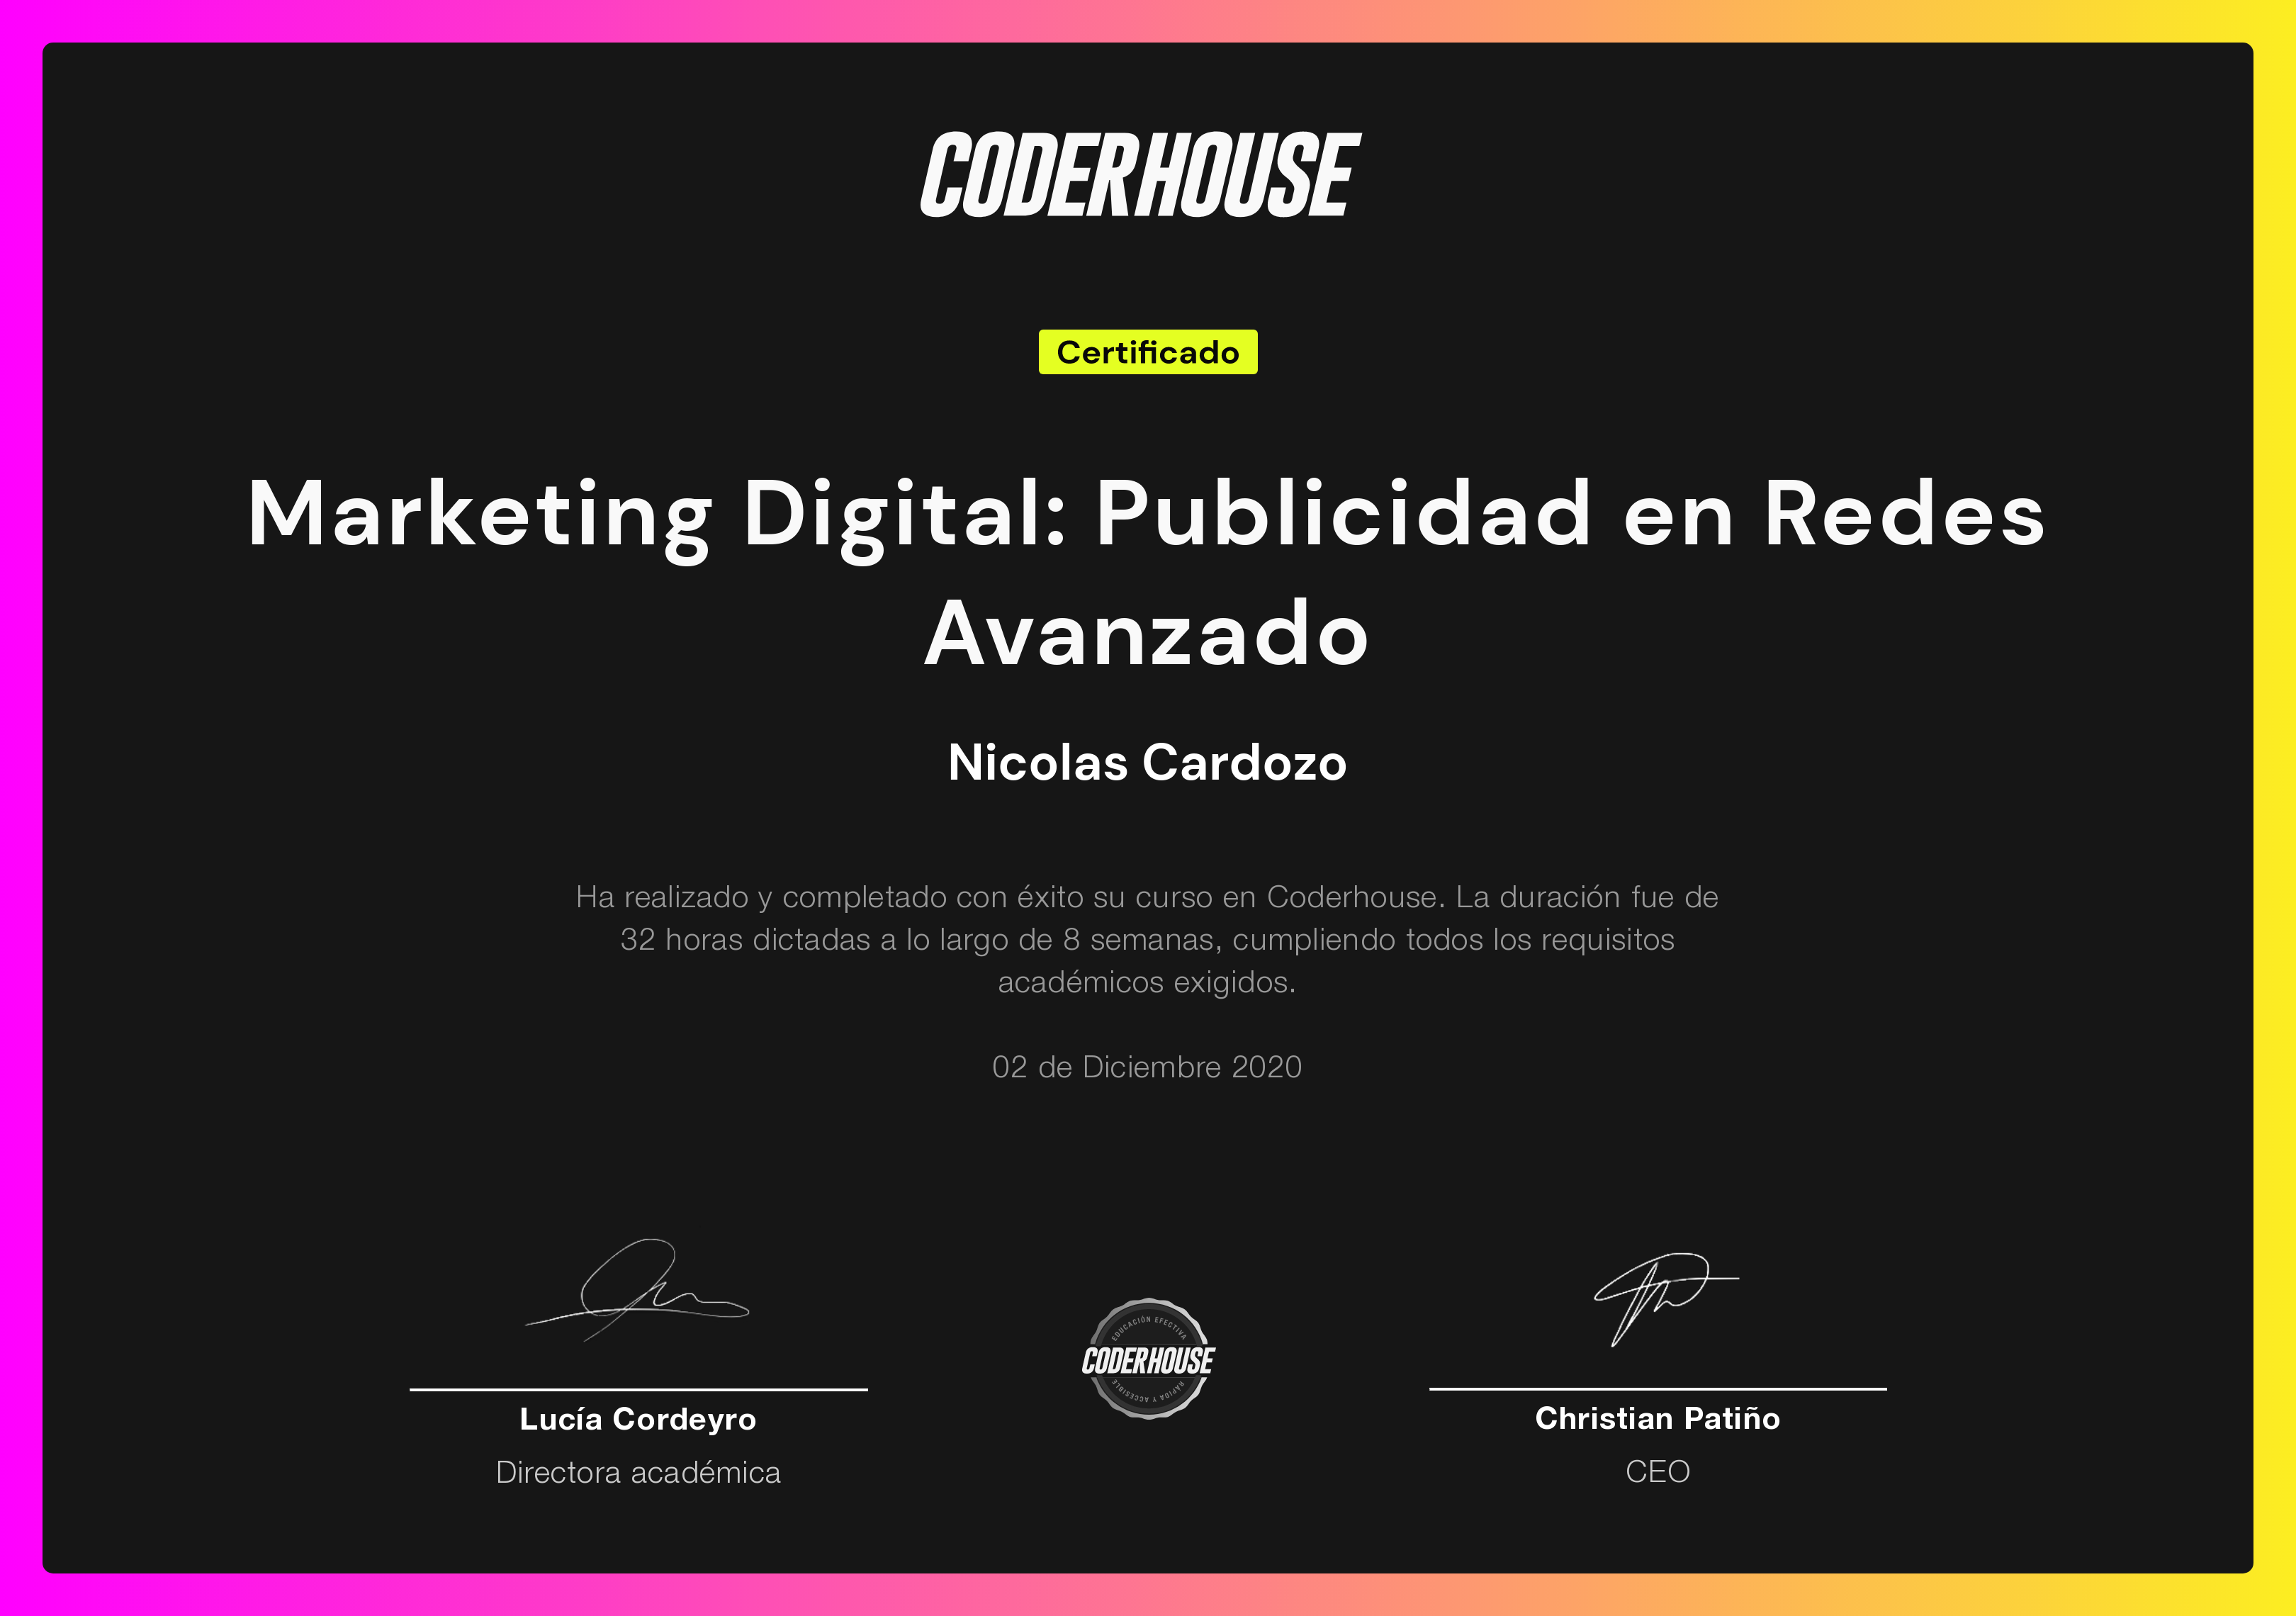 CODERHOUSE
Certificado
Marketing Digital: Publicidad en Redes
Avanzado
Nicolas Cardozo
Ha realizado y completado con éxito su curso en Coderhouse. La duración fue de
32 horas dictadas a lo largo de 8 semanas, cumpliendo todos los requisitos
académicos exigidos.
02 de Diciembre 2020
EDUCACIÓN EFECTIVA
CODERHOUSE
RÁPIDA Y ACCESIBLE
Lucía Cordeyro
Directora académica
Christian Patiño
CEO